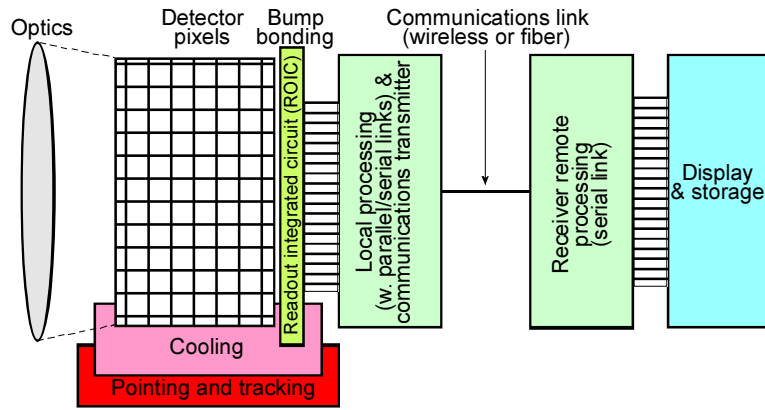 Optics
Detector
pixels
Bump
bonding
Communications link
(wireless or fiber)
Readout integrated circuit (ROIC)
Local processing
(w. parallel/serial links) &
communications transmitter
Receiver remote
processing
(serial link)
Display
& storage
Cooling
Pointing and tracking